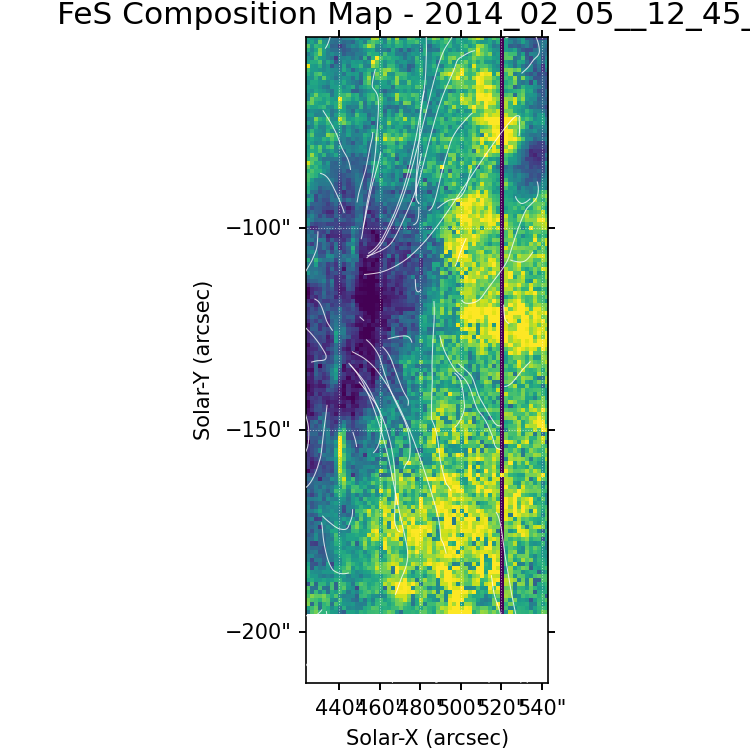 FeS Composition Map - 2014_02_05__12_45_
−100"
−150"
−200"
Solar-Y (arcsec)
440" 460" 480" 500" 520" 540"
Solar-X (arcsec)